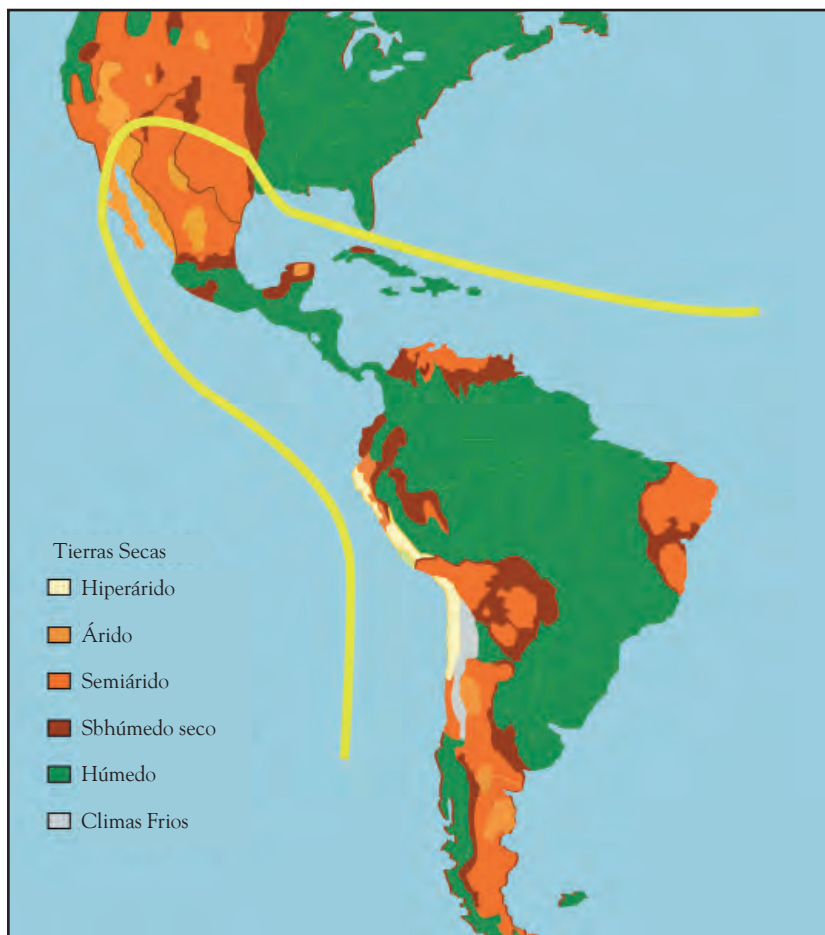 Tierras Secas
Hiperárido
Árido
Semiárido
Sbhúmedo seco
Húmedo
Climas Frios